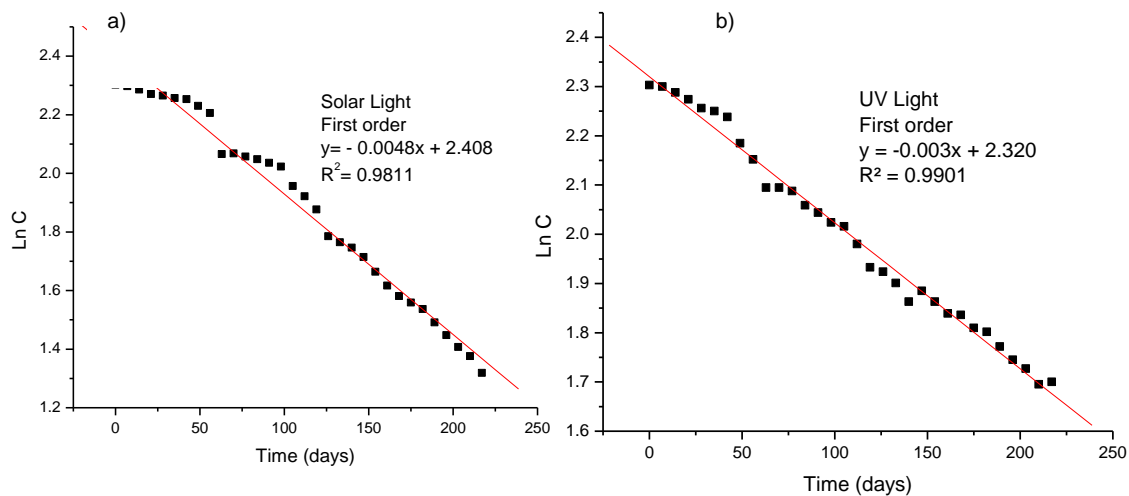 a)
2.4
2.2
2.0
1.8
1.6
1.4
1.2
Ln C
Solar Light
First order
y= - 0.0048x + 2.408
R²= 0.9811
0 50 100 150 200 250
Time (days)
b)
2.4
2.3
2.2
2.1
2.0
1.9
1.8
1.7
1.6
Ln C
UV Light
First order
y = -0.003x + 2.320
R² = 0.9901
0 50 100 150 200 250
Time (days)